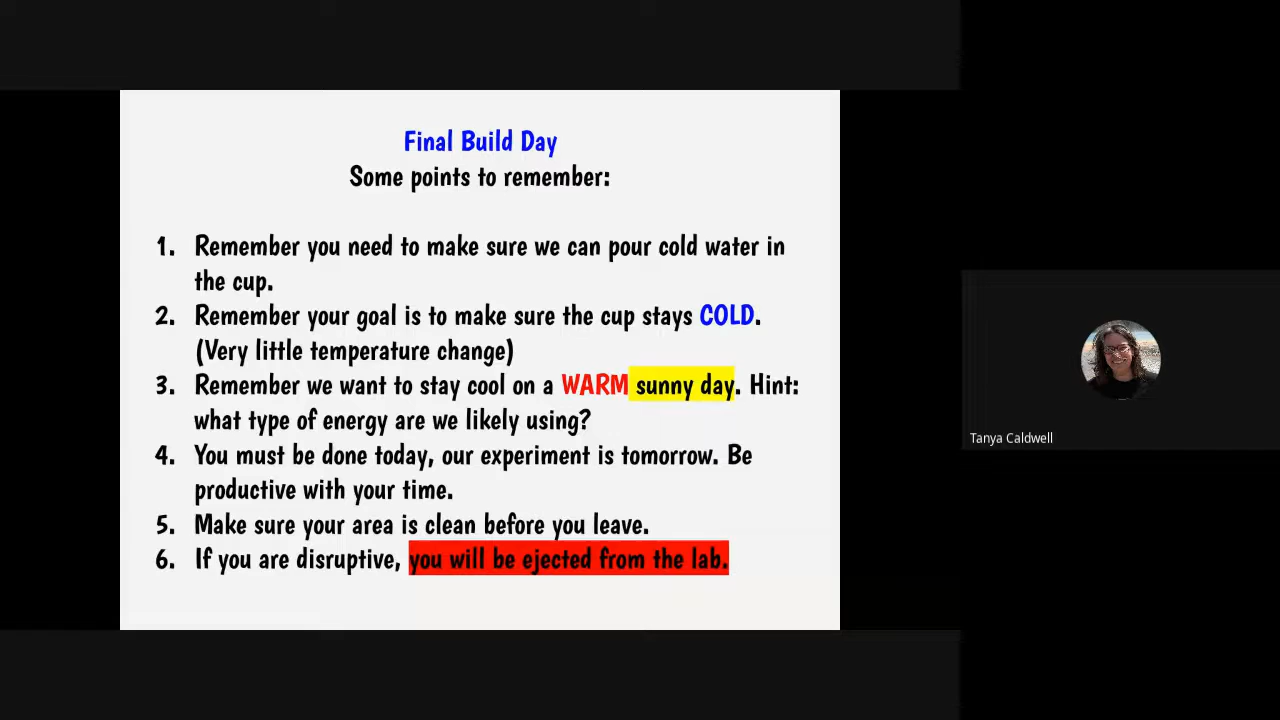 Final Build Day
Some points to remember:
1. Remember you need to make sure we can pour cold water in
the cup.
2. Remember your goal is to make sure the cup stays COLD.
(Very little temperature change)
3. Remember we want to stay cool on a WARM sunny day. Hint:
what type of energy are we likely using?
4. You must be done today, our experiment is tomorrow. Be
productive with your time.
5. Make sure your area is clean before you leave.
6. If you are disruptive, you will be ejected from the lab.
Tanya Caldwell